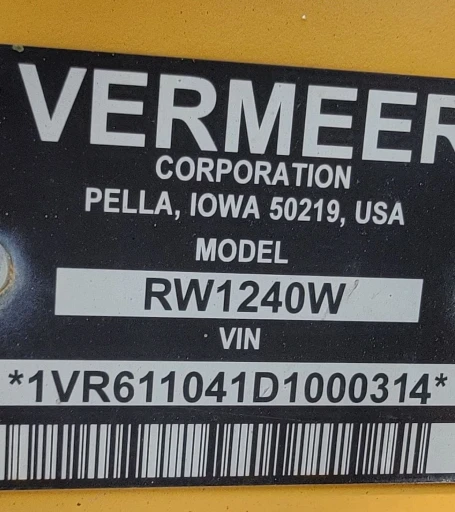 VERMEER
CORPORATION
PELLA, IOWA 50219, USA
MODEL
RW1240W
VIN
*1VR611041D1000314*